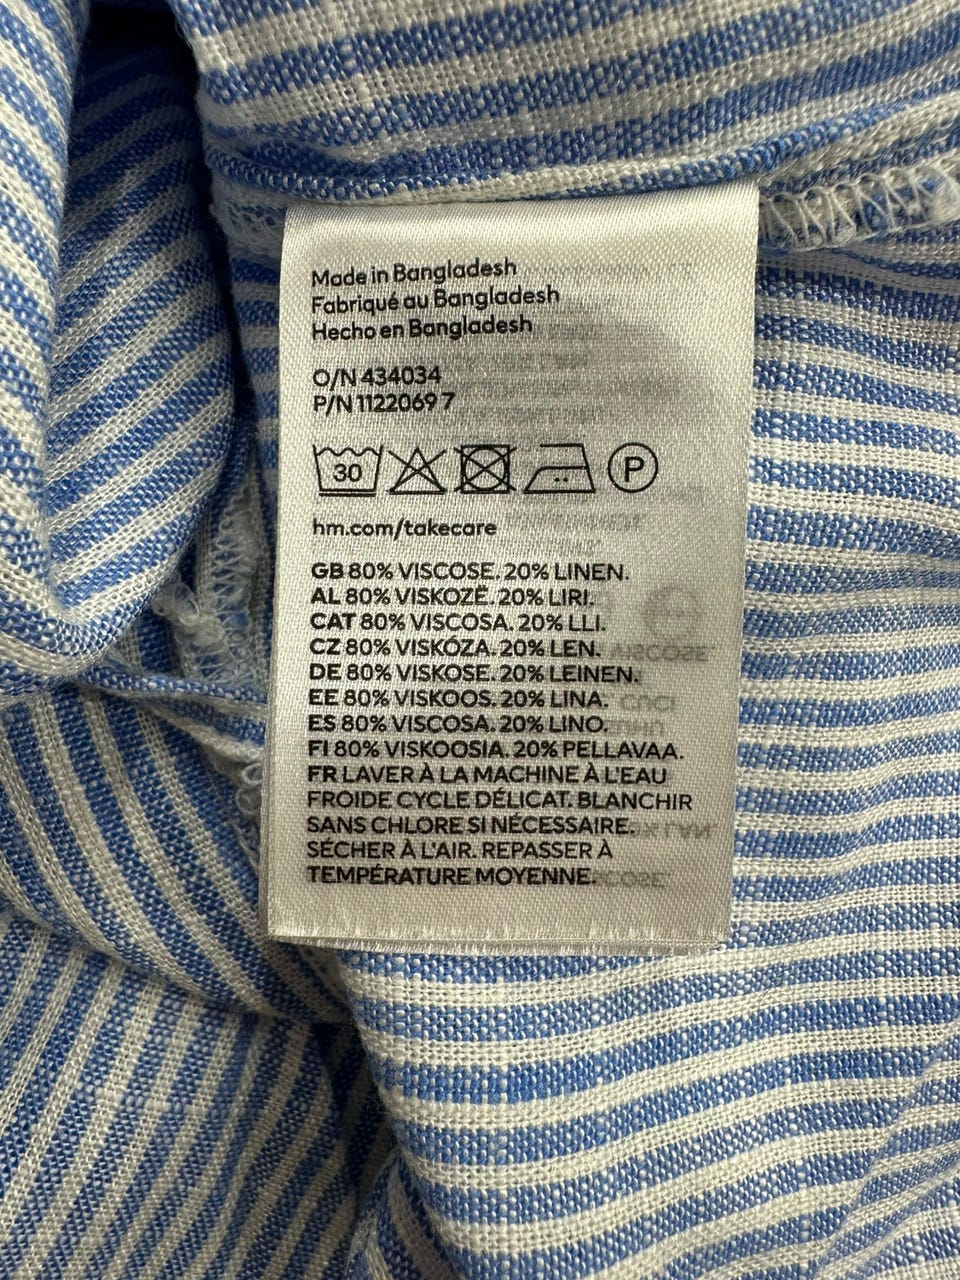 Made in Bangladesh
Fabriqué au Bangladesh
Hecho en Bangladesh
O/N 434034
P/N 1122069 7
30 P
hm.com/takecare
GB 80% VISCOSE. 20% LINEN.
AL 80% VISKOZË. 20% LIRI.
CAT 80% VISCOSA. 20% LLI.
CZ 80% VISKÓZA. 20% LEN.
DE 80% VISKOSE. 20% LEINEN.
EE 80% VISKOOS. 20% LINA.
ES 80% VISCOSA. 20% LINO.
FI 80% VISKOOSIA. 20% PELLAVAA.
FR LAVER À LA MACHINE À L'EAU
FROIDE CYCLE DÉLICAT. BLANCHIR
SANS CHLORE SI NÉCESSAIRE.
SÉCHER À L'AIR. REPASSER À
TEMPÉRATURE MOYENNE.